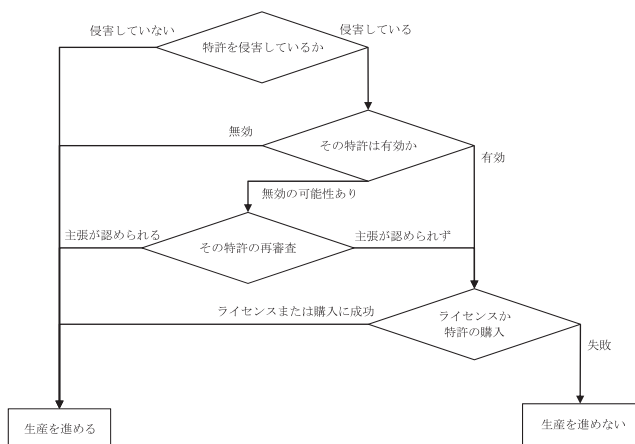 侵害していない
侵害している
特許を侵害しているか
無効
その特許は有効か
有効
無効の可能性あり
主張が認められる
その特許の再審査
主張が認められず
ライセンスまたは購入に成功
ライセンスか
特許の購入
失敗
生産を進める
生産を進めない